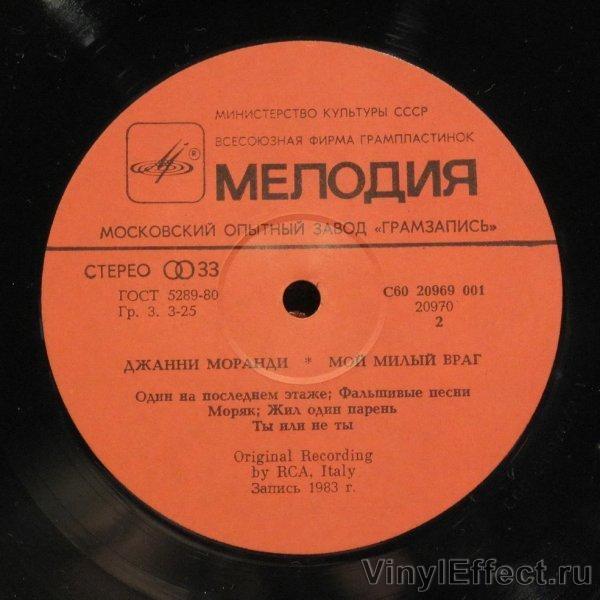 МИНИСТЕРСТВО КУЛЬТУРЫ СССР
ВСЕСОЮЗНАЯ ФИРМА ГРАМПЛАСТИНОК
®
МЕЛОДИЯ
МОСКОВСКИЙ ОПЫТНЫЙ ЗАВОД «ГРАМЗАПИСЬ»
СТЕРЕО 33
ГОСТ 5289-80
Гр. 3. 3-25
С60 20969 001
20970
2
ДЖАННИ МОРАНДИ * МОЙ МИЛЫЙ ВРАГ
Один на последнем этаже; Фальшивые песни
Моряк; Жил один парень
Ты или не ты
Original Recording
by RCA, Italy
Запись 1983 г.
VinylEffect.ru